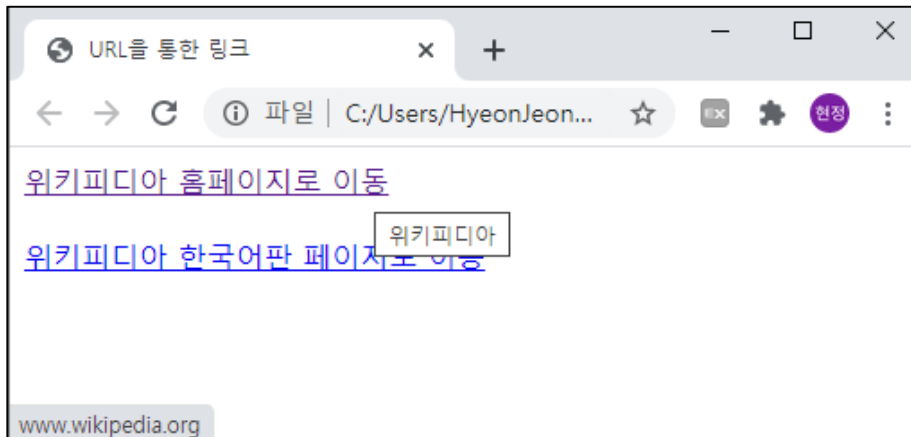 URL을 통한 링크
파일 C:/Users/HyeonJeon...
EX
현정
위키피디아 홈페이지로 이동
위키피디아
위키피디아 한국어판 페이지로 이동
www.wikipedia.org